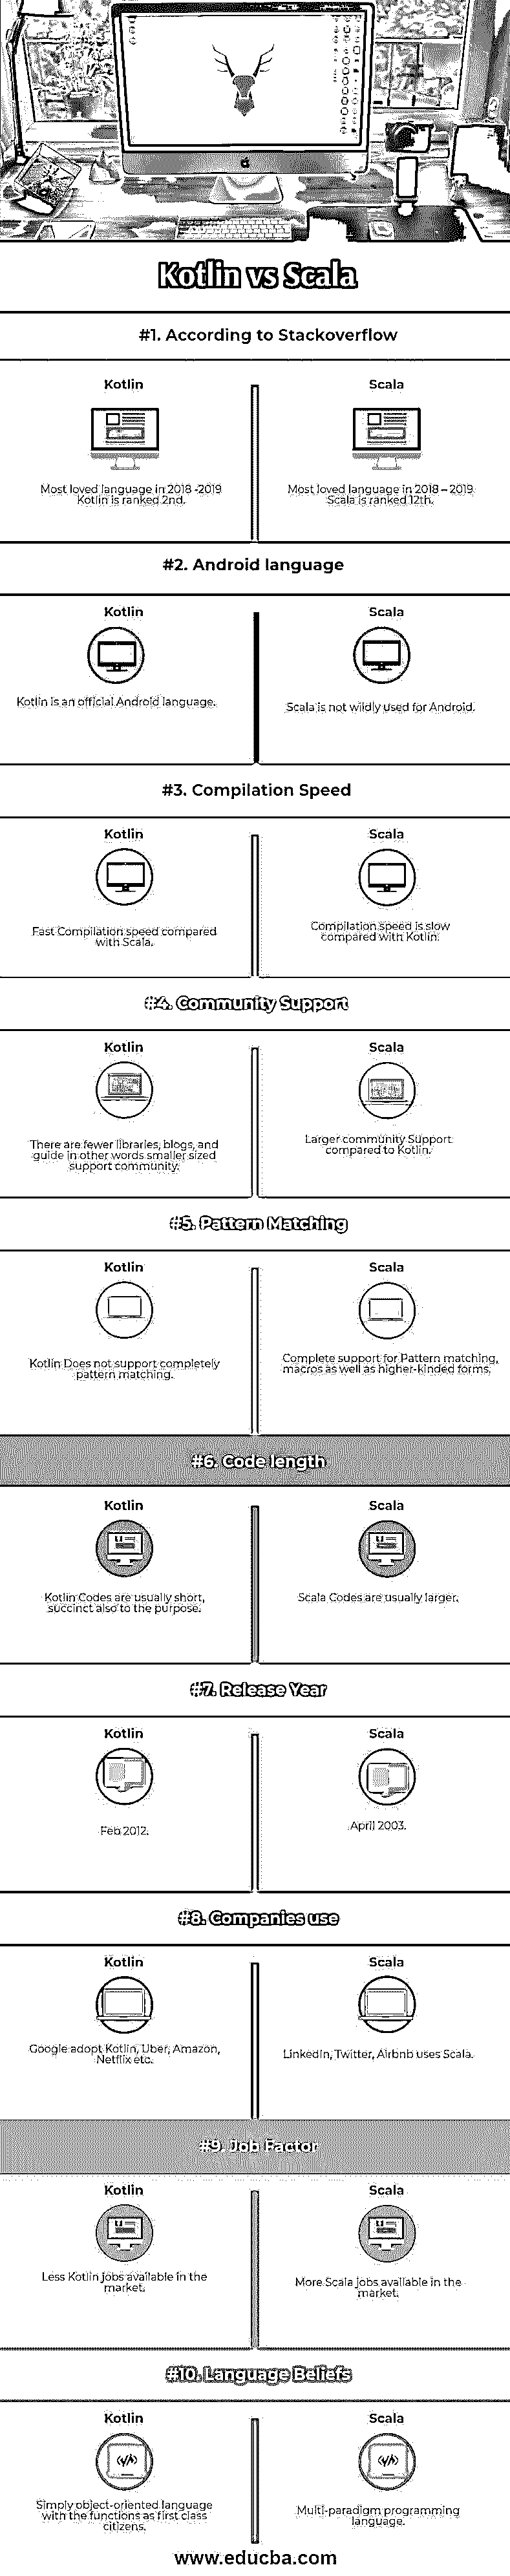 Kotlin vs Scala
#1. According to Stackoverflow
Kotlin
Scala
Most loved language in 2018 -2019
Kotlin is ranked 2nd.
Most loved language in 2018 – 2019
Scala is ranked 12th.
#2. Android language
Kotlin
Scala
Kotlin is an official Android language.
Scala is not wildly used for Android.
#3. Compilation Speed
Kotlin
Scala
Fast Compilation speed compared
with Scala.
Compilation speed is slow
compared with Kotlin.
#4. Community Support
Kotlin
Scala
There are fewer libraries, blogs, and
guide in other words smaller sized
support community.
Larger community Support
compared to Kotlin.
#5. Pattern Matching
Kotlin
Scala
Kotlin Does not support completely
pattern matching.
Complete support for Pattern matching,
macros as well as higher-kinded forms.
#6. Code length
Kotlin
Scala
Kotlin Codes are usually short,
succinct also to the purpose.
Scala Codes are usually larger.
#7. Release Year
Kotlin
Scala
Feb 2012.
April 2003.
#8. Companies use
Kotlin
Scala
Google adopt Kotlin, Uber, Amazon,
Netflix etc.
LinkedIn, Twitter, Airbnb uses Scala.
#9. Job Factor
Kotlin
Scala
Less Kotlin jobs available in the
market.
More Scala jobs available in the
market.
#10. Language Beliefs
Kotlin
Scala
Simply object-oriented language
with the functions as first class
citizens.
Multi-paradigm programming
language.
www.educba.com